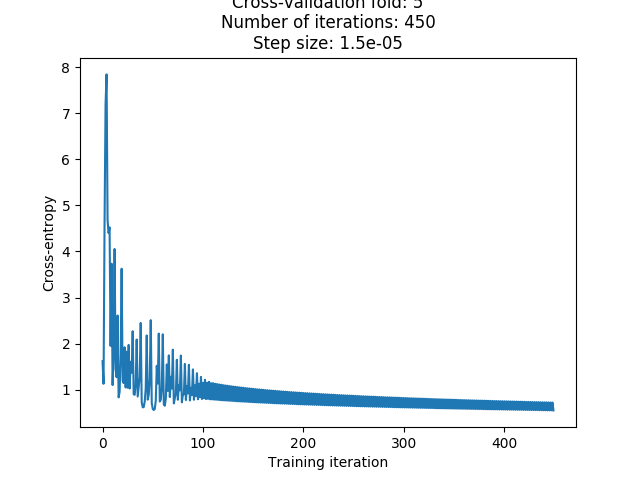 Cross-validation fold: 5
Number of iterations: 450
Step size: 1.5e-05
8
7
6
5
4
3
2
1
Cross-entropy
0 100 200 300 400
Training iteration